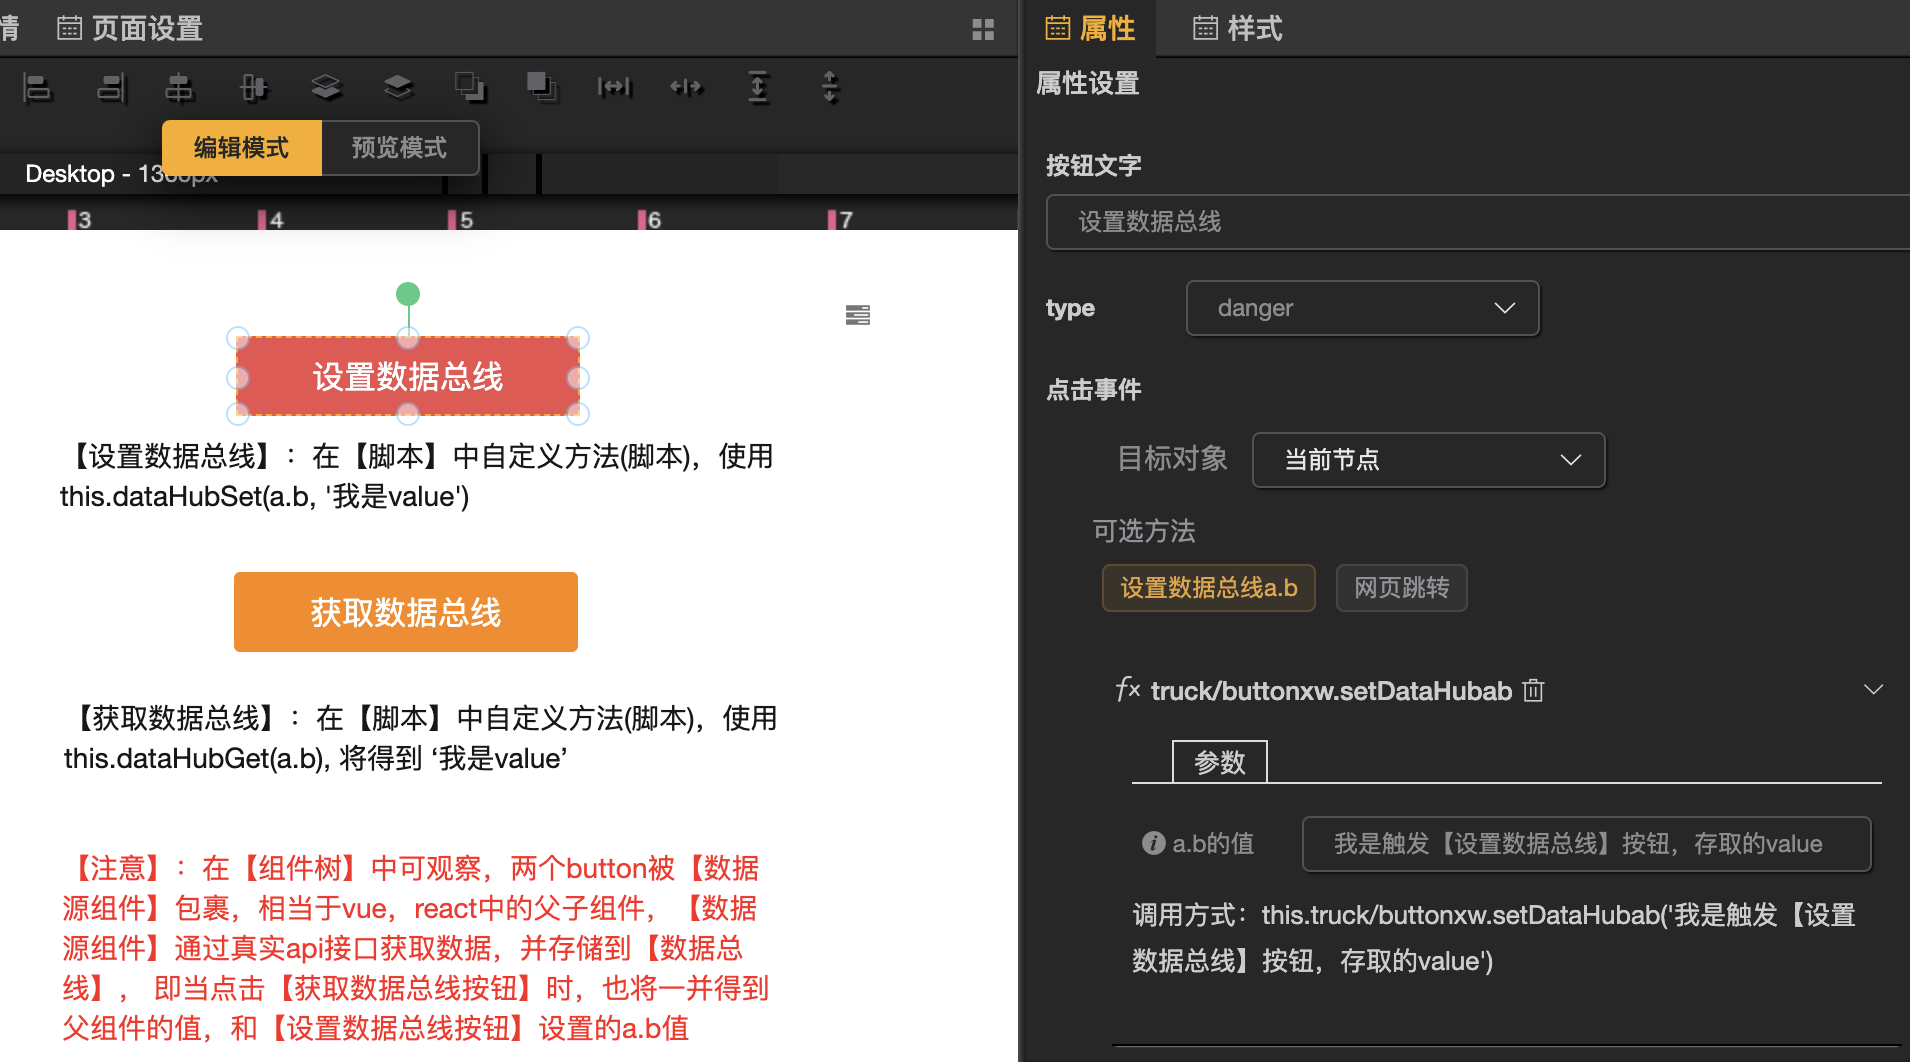 情
页面设置
编辑模式
预览模式
Desktop - 1366px
3
4
5
6
7
设置数据总线
【设置数据总线】：在【脚本】中自定义方法(脚本)，使用
this.dataHubSet(a.b, '我是value')
获取数据总线
【获取数据总线】：在【脚本】中自定义方法(脚本)，使用
this.dataHubGet(a.b), 将得到 ‘我是value’
【注意】：在【组件树】中可观察，两个button被【数据
源组件】包裹，相当于vue，react中的父子组件，【数据
源组件】通过真实api接口获取数据，并存储到【数据总
线】， 即当点击【获取数据总线按钮】时，也将一并得到
父组件的值，和【设置数据总线按钮】设置的a.b值
属性
样式
属性设置
按钮文字
设置数据总线
type
danger
点击事件
目标对象
当前节点
可选方法
设置数据总线a.b
网页跳转
fx truck/buttonxw.setDataHubab
参数
a.b的值
我是触发【设置数据总线】按钮，存取的value
调用方式：this.truck/buttonxw.setDataHubab('我是触发【设置
数据总线】按钮，存取的value')